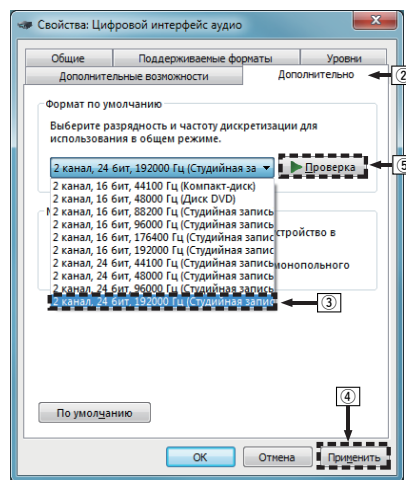 Свойства: Цифровой интерфейс аудио
Общие
Поддерживаемые форматы
Уровни
Дополнительные возможности
Дополнительно
②
Формат по умолчанию
Выберите разрядность и частоту дискретизации для
использования в общем режиме.
2 канал, 24 бит, 192000 Гц (Студийная за
Проверка
⑤
2 канал, 16 бит, 44100 Гц (Компакт-диск)
2 канал, 16 бит, 48000 Гц (Диск DVD)
2 канал, 16 бит, 88200 Гц (Студийная запись
2 канал, 16 бит, 96000 Гц (Студийная запись
2 канал, 16 бит, 176400 Гц (Студийная запис
стройство в
2 канал, 16 бит, 192000 Гц (Студийная запис
2 канал, 24 бит, 44100 Гц (Студийная запись
монопольного
2 канал, 24 бит, 48000 Гц (Студийная запись
2 канал, 24 бит, 96000 Гц (Студийная запись
2 канал, 24 бит, 192000 Гц (Студийная запис
③
④
По умолчанию
OK
Отмена
Применить